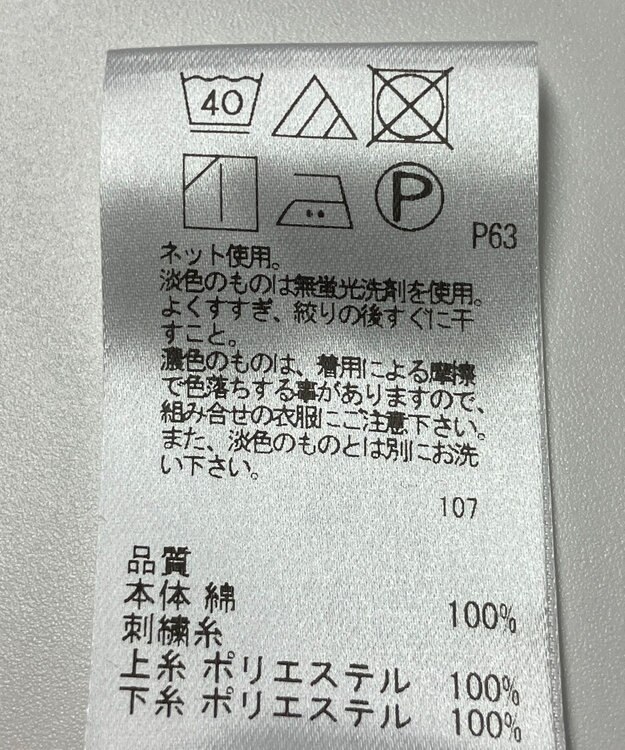 40
P
P63
ネット使用。
淡色のものは無蛍光洗剤を使用。
よくすすぎ、絞りの後すぐに干
すこと。
濃色のものは、着用による摩擦
で色落ちする事がありますので、
組み合せの衣服にご注意下さい。
また、淡色のものとは別にお洗
い下さい。
107
品質
本体 綿 100%
刺繍糸
上糸 ポリエステル 100%
下糸 ポリエステル 100%